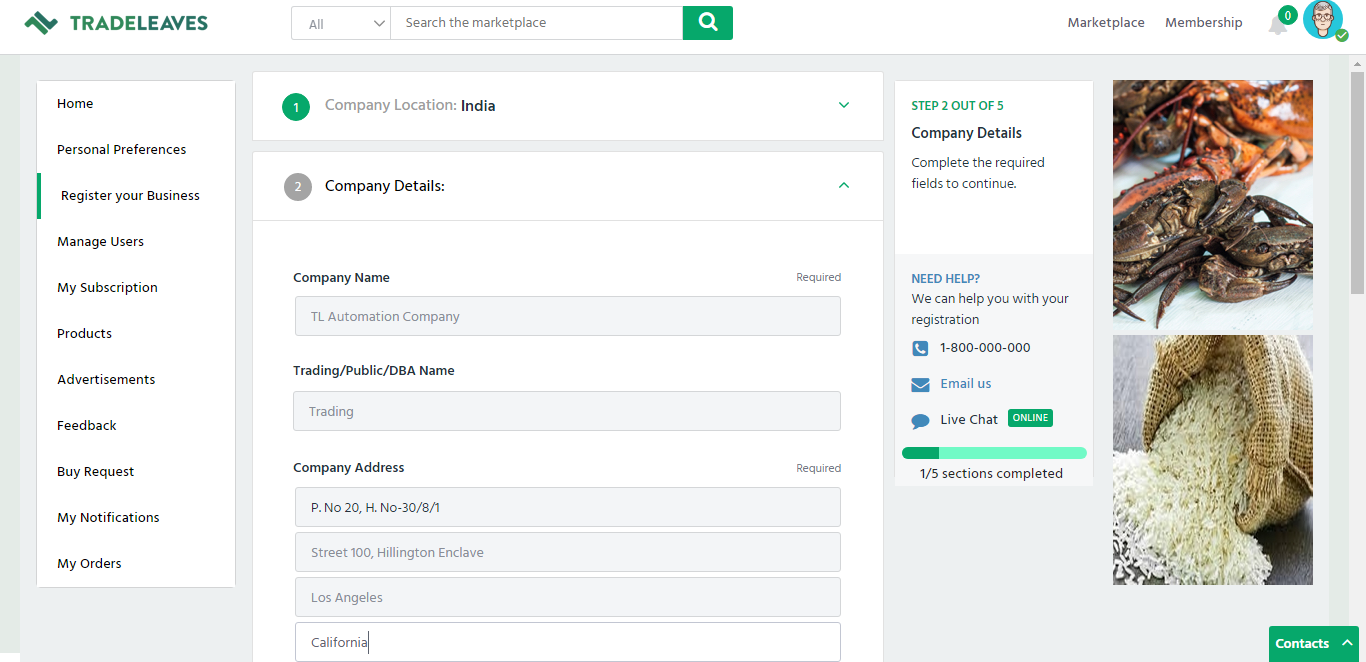 TRADELEAVES
All
Search the marketplace
Marketplace
Membership
0
Home
Personal Preferences
Register your Business
Manage Users
My Subscription
Products
Advertisements
Feedback
Buy Request
My Notifications
My Orders
1
Company Location: India
2
Company Details:
Company Name
Required
TL Automation Company
Trading/Public/DBA Name
Trading
Company Address
Required
P. No 20, H. No-30/8/1
Street 100, Hillington Enclave
Los Angeles
California
STEP 2 OUT OF 5
Company Details
Complete the required
fields to continue.
NEED HELP?
We can help you with your
registration
1-800-000-000
Email us
Live Chat
ONLINE
1/5 sections completed
Contacts